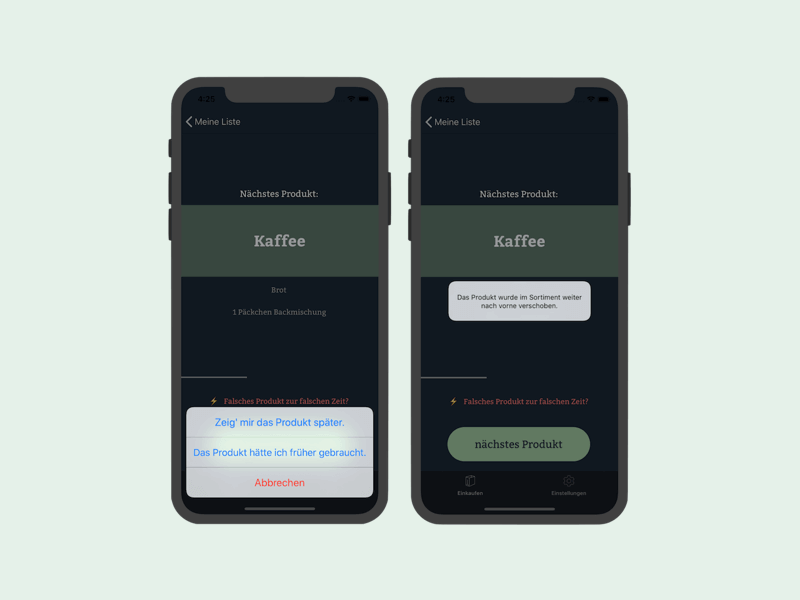 4:25
Meine Liste
Nächstes Produkt:
Kaffee
Brot
1 Päckchen Backmischung
⚡ Falsches Produkt zur falschen Zeit?
Zeig' mir das Produkt später.
Das Produkt hätte ich früher gebraucht.
Abbrechen
4:25
Meine Liste
Nächstes Produkt:
Kaffee
Das Produkt wurde im Sortiment weiter
nach vorne verschoben.
⚡ Falsches Produkt zur falschen Zeit?
nächstes Produkt
Einkaufen
Einstellungen